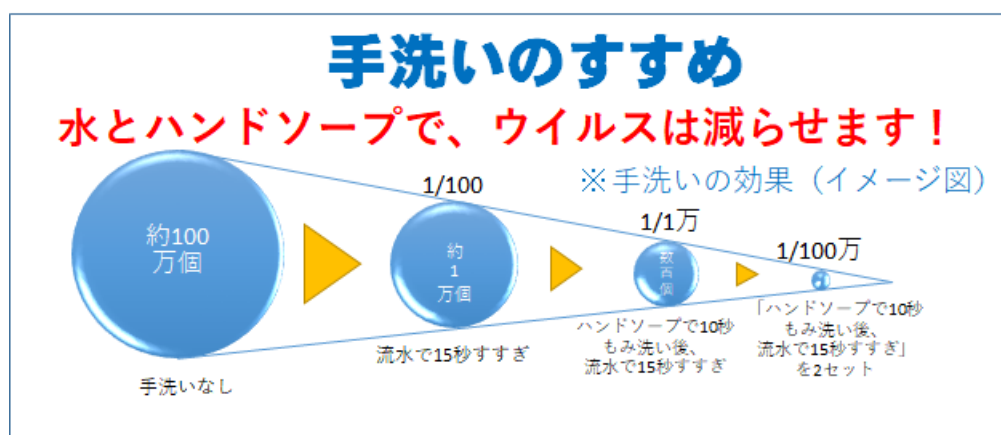 手洗いのすすめ
水とハンドソープで、ウイルスは減らせます！
※手洗いの効果（イメージ図）
約100
万個
手洗いなし
1/100
約
1
万個
流水で15秒すすぎ
1/1万
数
百
個
ハンドソープで10秒
もみ洗い後、
流水で15秒すすぎ
1/100万
「ハンドソープで10秒
もみ洗い後、
流水で15秒すすぎ」
を2セット